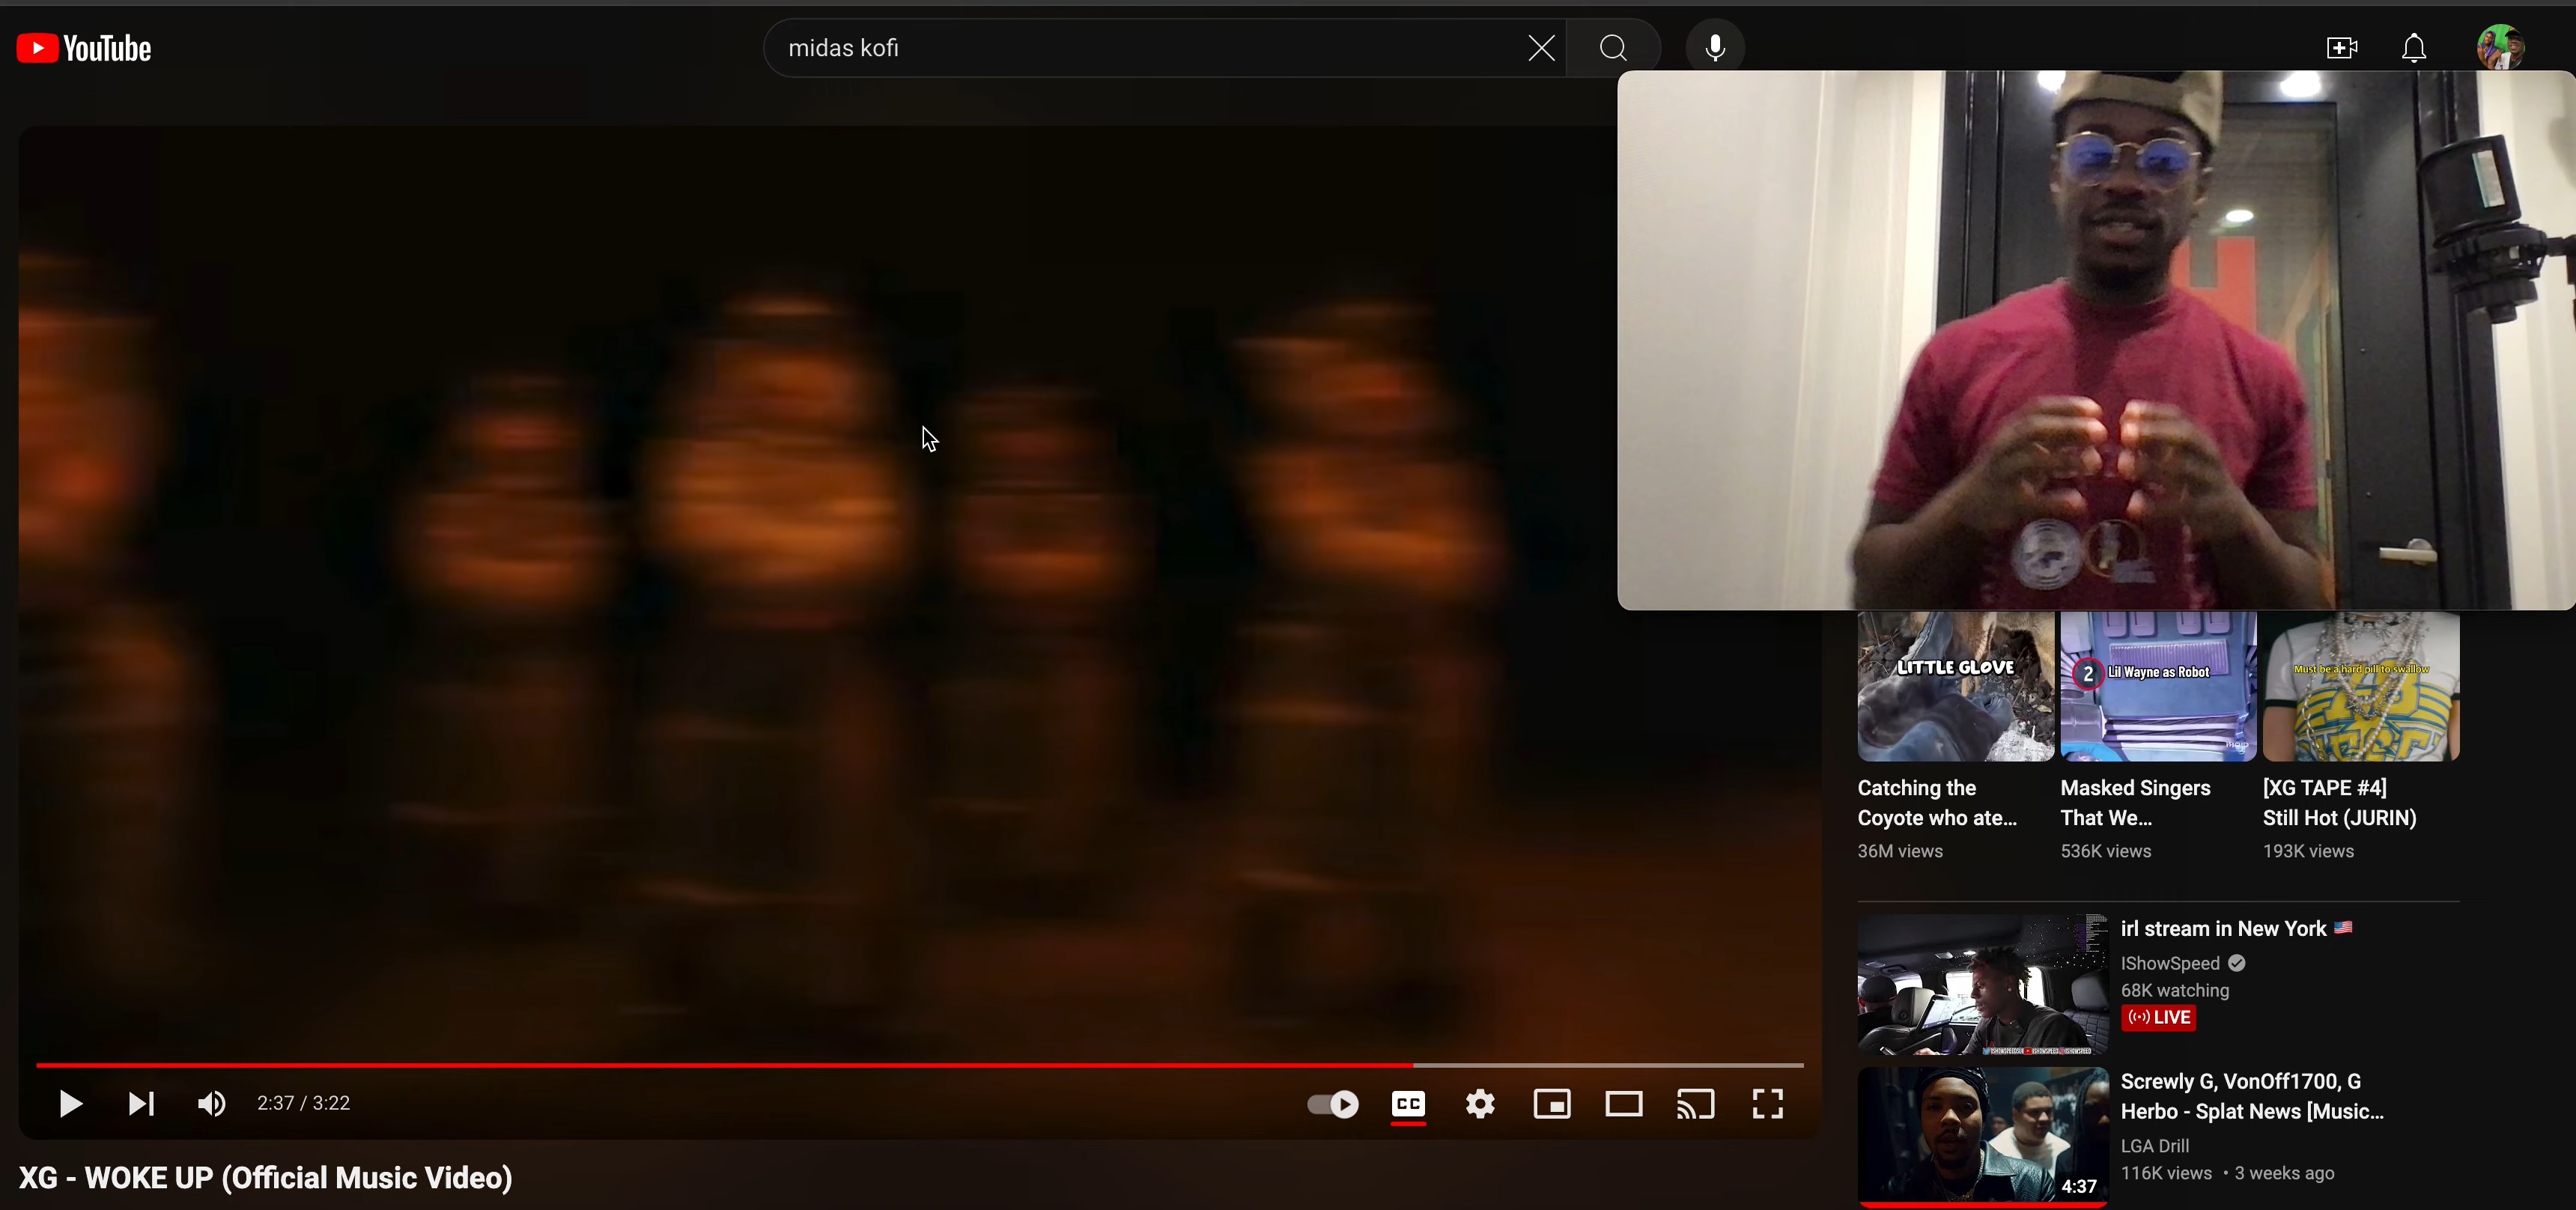 YouTube
midas kofi
LITTLE GLOVE
2 Lil Wayne as Robot
Must be a hard pill to swallow
Catching the
Coyote who ate...
36M views
Masked Singers
That We...
536K views
[XG TAPE #4]
Still Hot (JURIN)
193K views
irl stream in New York
IShowSpeed
68K watching
LIVE
Screwly G, VonOff1700, G
Herbo - Splat News [Music...
LGA Drill
116K views • 3 weeks ago
4:37
2:37 / 3:22
CC
XG - WOKE UP (Official Music Video)